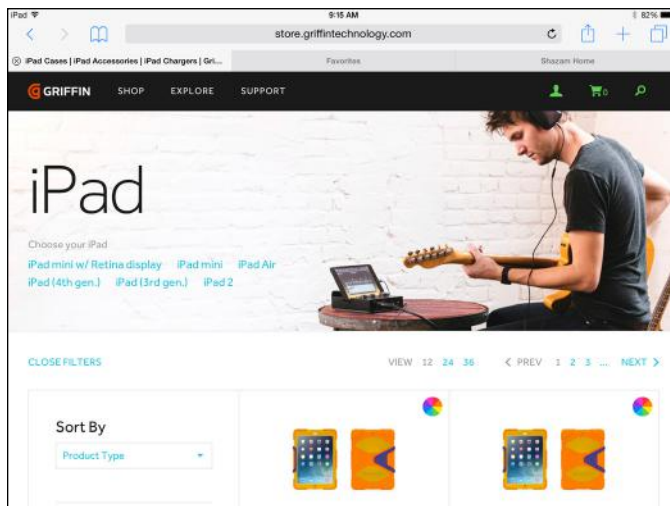 iPad 9:15 AM 82%
store.griffintechnology.com
iPad Cases | iPad Accessories | iPad Chargers | Gri... Favorites Shazam Home
GRIFFIN SHOP EXPLORE SUPPORT 0
iPad
Choose your iPad
iPad mini w/ Retina display iPad mini iPad Air
iPad (4th gen.) iPad (3rd gen.) iPad 2
CLOSE FILTERS VIEW 12 24 36 PREV 1 2 3 ... NEXT
Sort By
Product Type